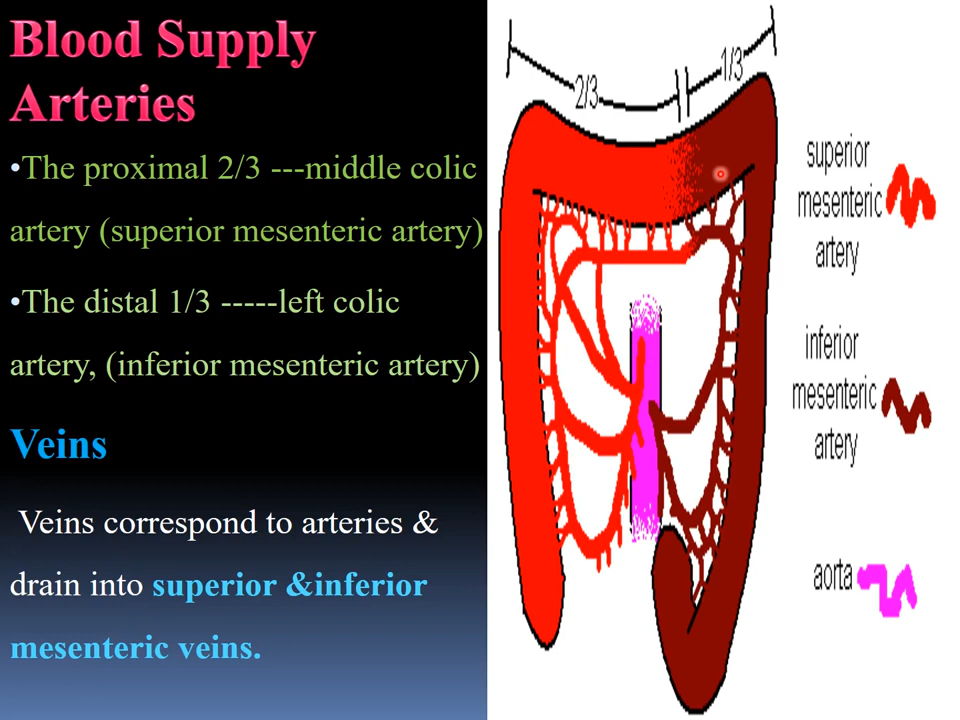 Blood Supply
Arteries
•The proximal 2/3 ---middle colic
artery (superior mesenteric artery)
•The distal 1/3 -----left colic
artery, (inferior mesenteric artery)
Veins
Veins correspond to arteries &
drain into superior &inferior
mesenteric veins.
2/3
1/3
superior
mesenteric
artery
inferior
mesenteric
artery
aorta